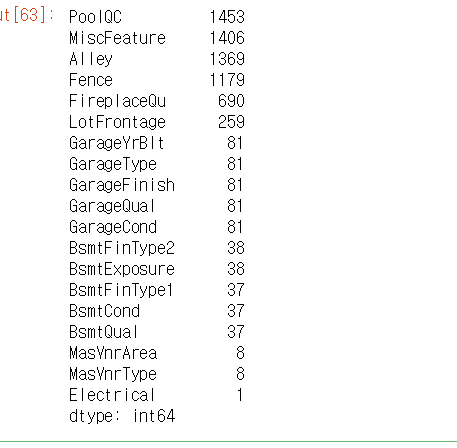 ut[63]: PoolQC 1453
MiscFeature 1406
Alley 1369
Fence 1179
FireplaceQu 690
LotFrontage 259
GarageYrBlt 81
GarageType 81
GarageFinish 81
GarageQual 81
GarageCond 81
BsmtFinType2 38
BsmtExposure 38
BsmtFinType1 37
BsmtCond 37
BsmtQual 37
MasVnrArea 8
MasVnrType 8
Electrical 1
dtype: int64